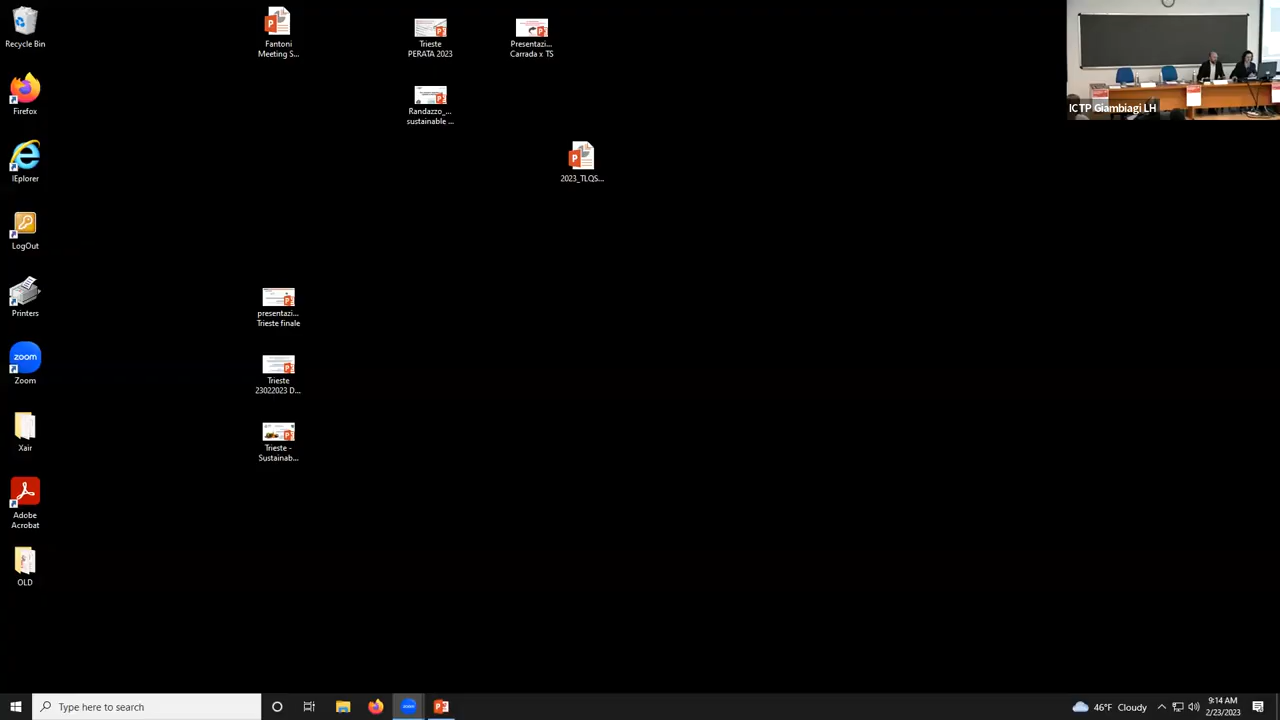 Recycle Bin
Firefox
IEplorer
LogOut
Printers
zoom
Zoom
Xair
Adobe
Acrobat
OLD
Fantoni
Meeting S...
Trieste
PERATA 2023
Presentazi...
Carrada x TS
Randazzo_...
sustainable ...
2023_TLQS...
presentazi...
Trieste finale
Trieste
23022023 D...
Trieste -
Sustainab...
ICTP Giambiagi LH
Type here to search
46°F Cloudy
9:14 AM
2/23/2023